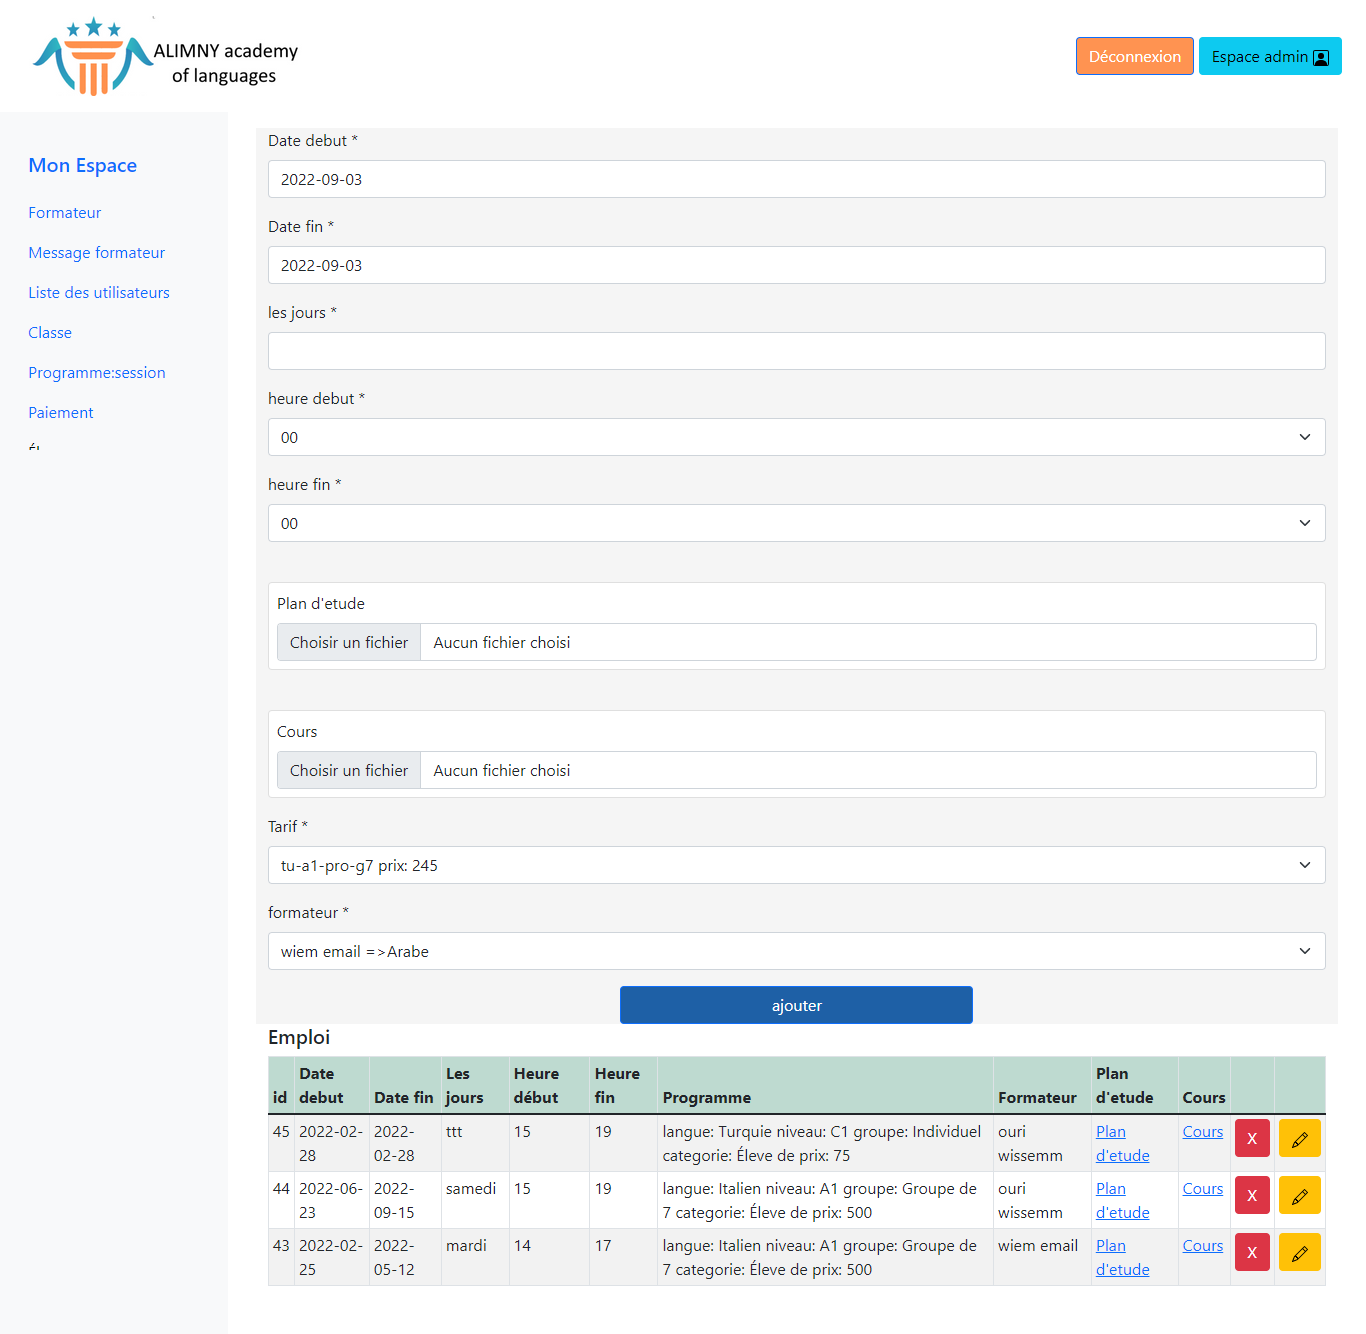 ALIMNY academy
of languages
Déconnexion
Espace admin
Mon Espace
Formateur
Message formateur
Liste des utilisateurs
Classe
Programme:session
Paiement
Date debut *
2022-09-03
Date fin *
2022-09-03
les jours *
heure debut *
00
heure fin *
00
Plan d'etude
Choisir un fichier Aucun fichier choisi
Cours
Choisir un fichier Aucun fichier choisi
Tarif *
tu-a1-pro-g7 prix: 245
formateur *
wiem email =>Arabe
ajouter
Emploi
Date Les Heure Heure Plan
id debut Date fin jours début fin Programme Formateur d'etude Cours
45 2022-02- 2022- ttt 15 19 langue: Turquie niveau: C1 groupe: Individuel ouri Plan Cours X
28 02-28 categorie: Éleve de prix: 75 wissemm d'etude
44 2022-06- 2022- samedi 15 19 langue: Italien niveau: A1 groupe: Groupe de ouri Plan Cours X
23 09-15 7 categorie: Éleve de prix: 500 wissemm d'etude
43 2022-02- 2022- mardi 14 17 langue: Italien niveau: A1 groupe: Groupe de wiem email Plan Cours X
25 05-12 7 categorie: Éleve de prix: 500 d'etude